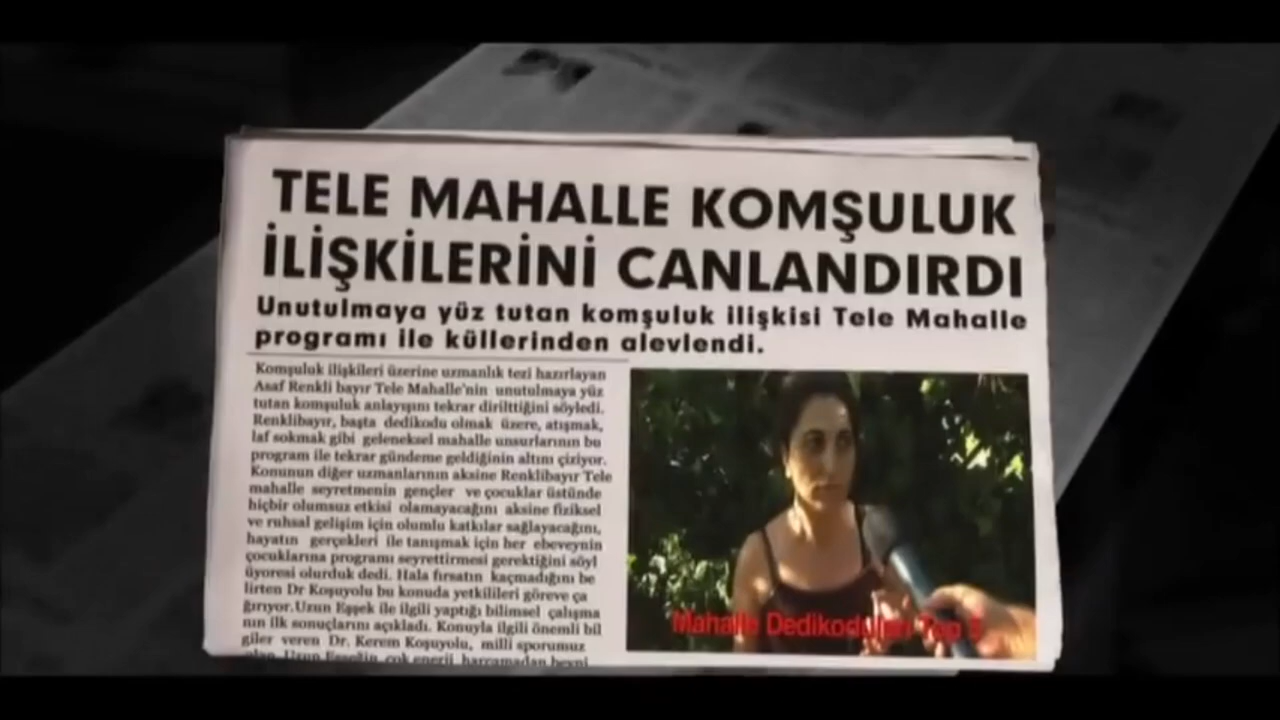 TELE MAHALLE KOMŞULUK
İLİŞKİLERİNİ CANLANDIRDI
Unutulmaya yüz tutan komşuluk ilişkisi Tele Mahalle
programı ile küllerinden alevlendi.
Komşuluk ilişkileri üzerine uzmanlık tezi hazırlayan
Asaf Renkli bayır Tele Mahalle'nin unutulmaya yüz
tutan komşuluk anlayışını tekrar dirilttiğini söyledi.
Renklibayır, başta dedikodu olmak üzere, atışmak,
laf sokmak gibi geleneksel mahalle unsurlarının bu
program ile tekrar gündeme geldiğinin altını çiziyor.
Konunun diğer uzmanlarının aksine Renklibayır Tele
mahalle seyretmenin gençler ve çocuklar üstünde
hiçbir olumsuz etkisi olamayacağını aksine fiziksel
ve ruhsal gelişim için olumlu katkılar sağlayacağını,
hayatın gerçekleri ile tanışmak için her ebeveynin
çocuklarına programı seyrettirmesi gerektiğini söyl
üyoresi olurduk dedi. Hala fırsatın kaçmadığını be
lirten Dr Koşuyolu bu konuda yetkilileri göreve ça
ğırıyor.Uzun Eşşek ile ilgili yaptığı bilimsel çalışma
nın ilk sonuçlarını açıkladı. Konuyla ilgili önemli bil
giler veren Dr. Kerem Koşuyolu, milli sporumuz
olan Uzun Eşşeğin çok enerji harcamadan beyni
Mahalle Dedikoduları Top 5